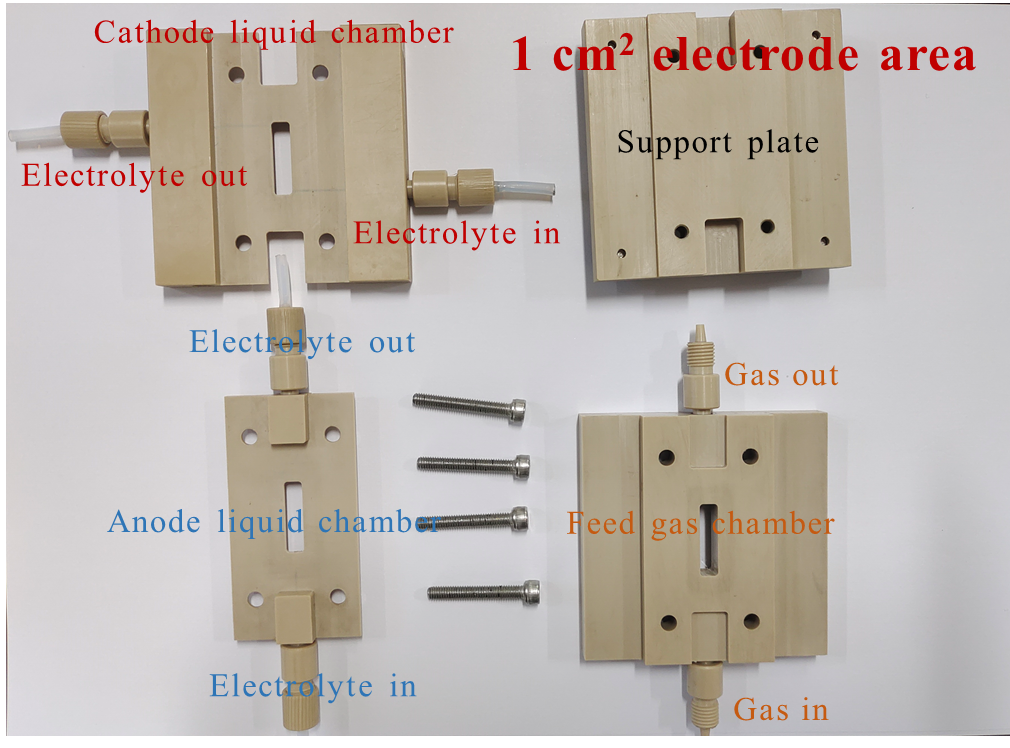 Cathode liquid chamber
1 cm² electrode area
Support plate
Electrolyte out
Electrolyte in
Electrolyte out
Gas out
Anode liquid chamber
Feed gas chamber
Electrolyte in
Gas in